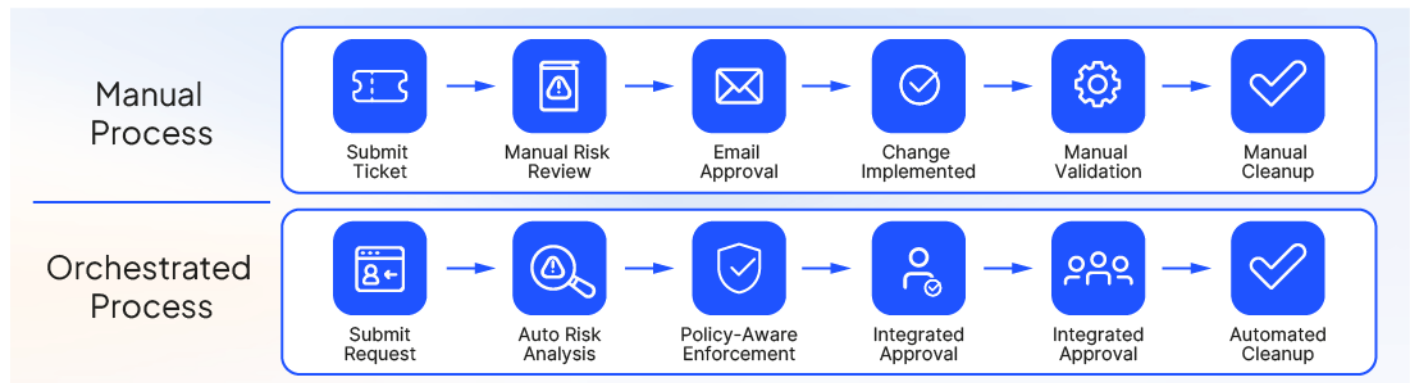 Manual
Process
Submit
Ticket
Manual Risk
Review
Email
Approval
Change
Implemented
Manual
Validation
Manual
Cleanup
Orchestrated
Process
Submit
Request
Auto Risk
Analysis
Policy-Aware
Enforcement
Integrated
Approval
Integrated
Approval
Automated
Cleanup